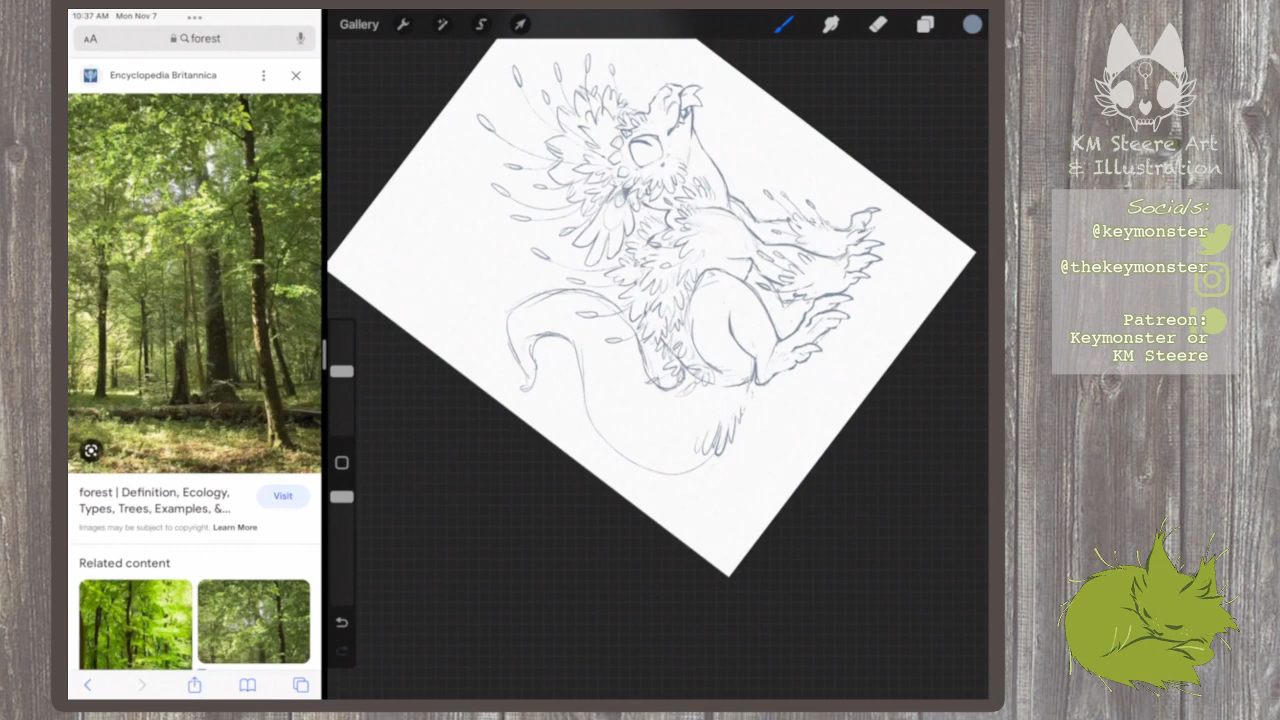 10:37 AM Mon Nov 7
AA
forest
Encyclopedia Britannica
forest | Definition, Ecology,
Types, Trees, Examples, &...
Visit
Images may be subject to copyright. Learn More
Related content
Gallery
KM Steere Art
& Illustration
Socials:
@keymonster
@thekeymonster
Patreon:
Keymonster or
KM Steere